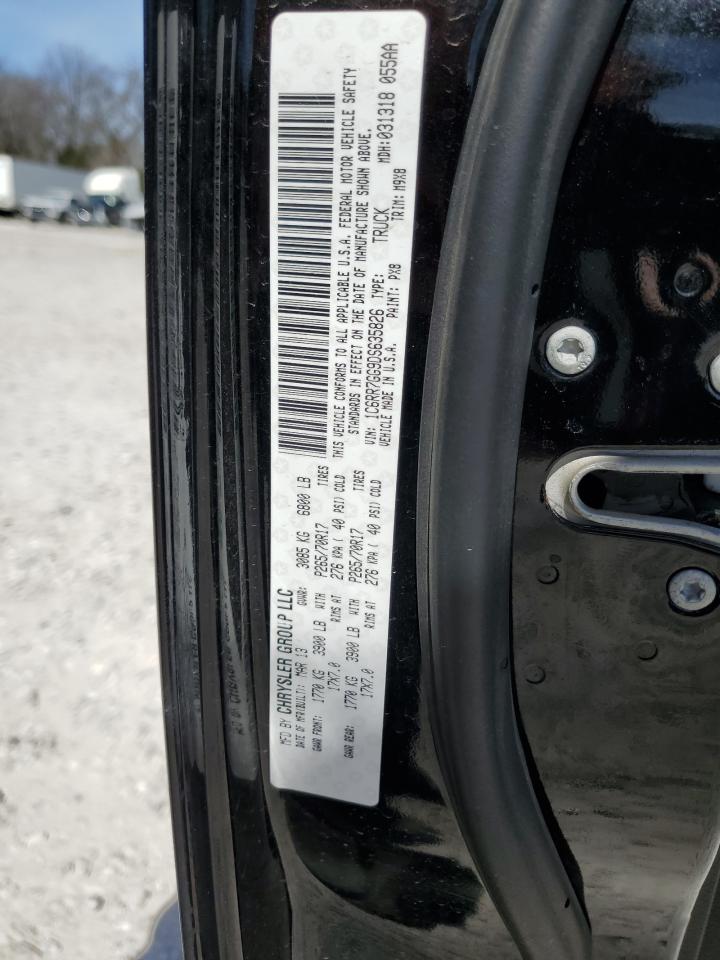 MFD BY CHRYSLER GROUP LLC
DATE OF MFR(BUILT): MAR 13 GVWR: 3085 KG 6800 LB
GAWR FRONT: 1770 KG 3900 LB WITH P265/70R17 TIRES
17X7.0 RIMS AT 276 KPA ( 40 PSI) COLD
GAWR REAR: 1770 KG 3900 LB WITH P265/70R17 TIRES
17X7.0 RIMS AT 276 KPA ( 40 PSI) COLD
THIS VEHICLE CONFORMS TO ALL APPLICABLE U.S.A. FEDERAL MOTOR VEHICLE SAFETY
STANDARDS IN EFFECT ON THE DATE OF MANUFACTURE SHOWN ABOVE.
VIN: 1C6RR7GG9DS635826 TYPE: TRUCK MDH: 031318 055AA
VEHICLE MADE IN U.S.A. PAINT: PX8 TRIM: M9X8